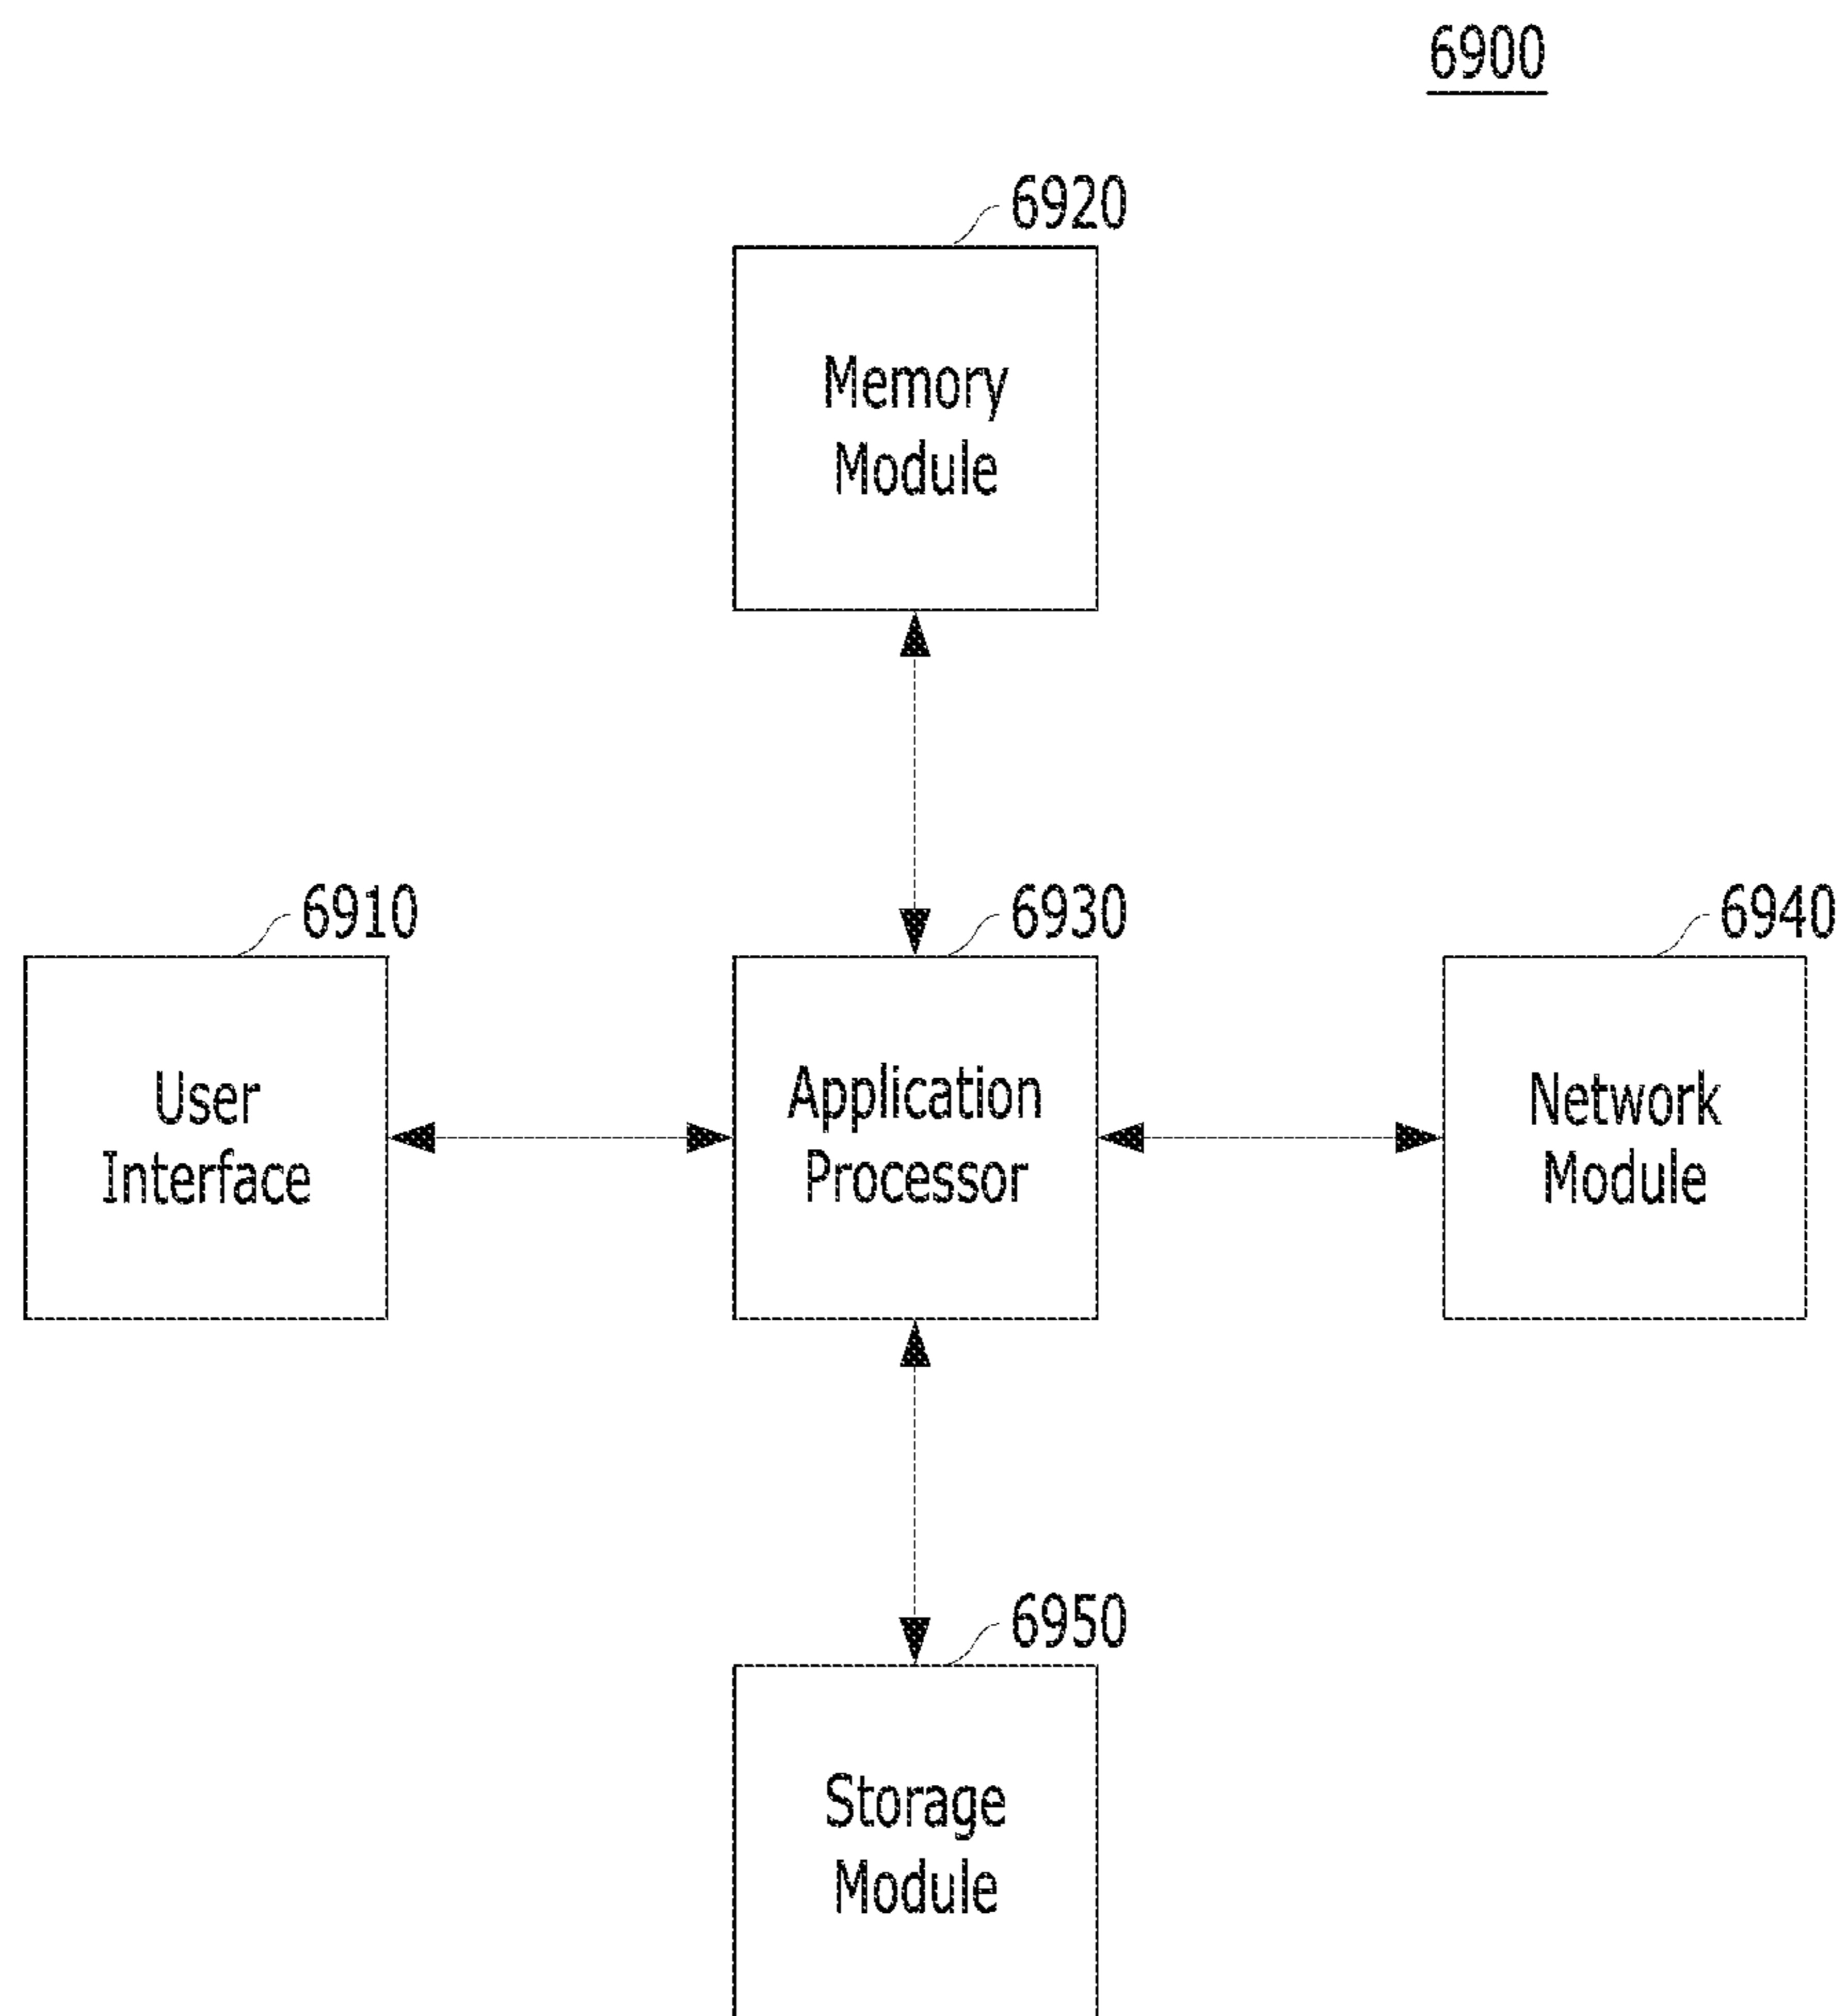 6900
6920
Memory
Module
6910
6930
6940
User
Interface
Application
Processor
Network
Module
6950
Storage
Module